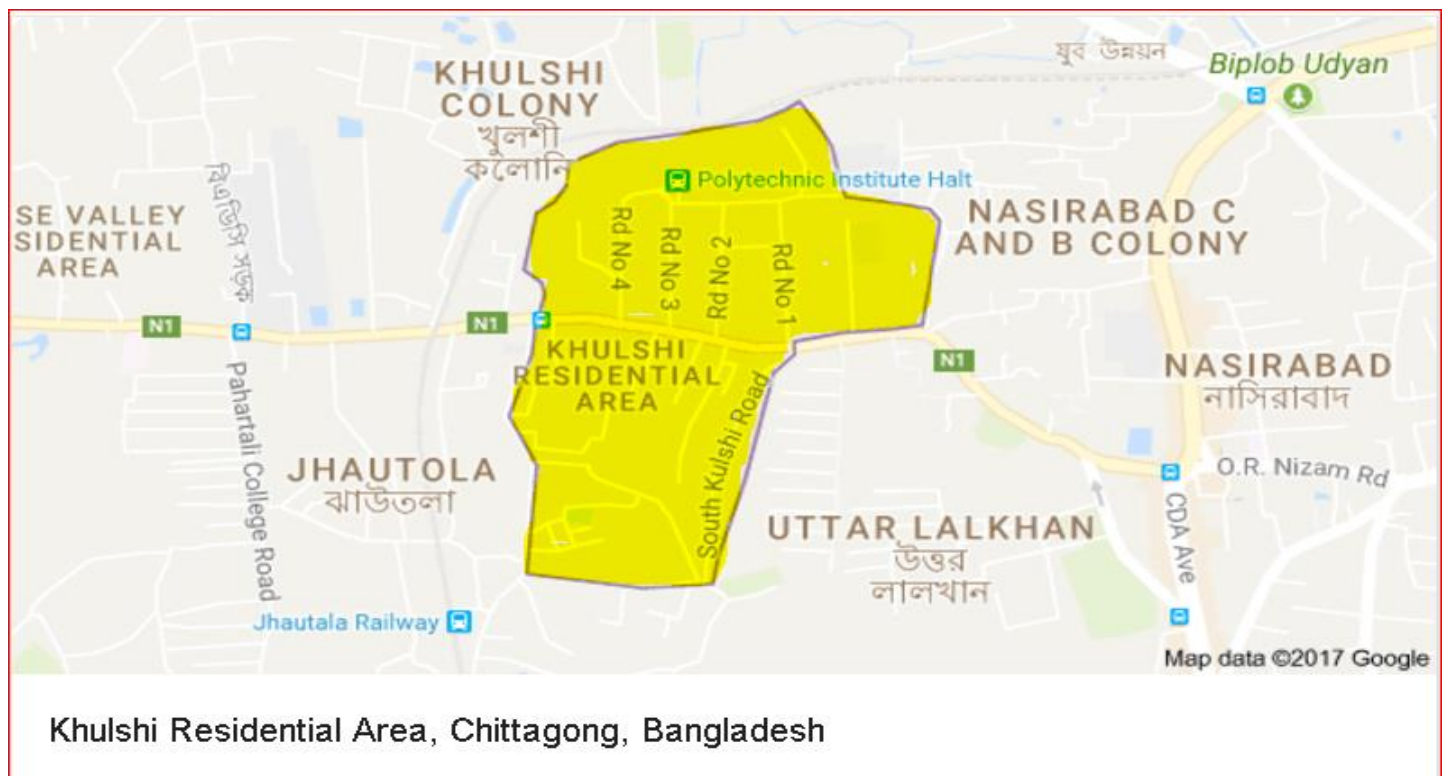 যুব উন্নয়ন
Biplob Udyan
KHULSHI
COLONY
খুলশী
কলোনি
Polytechnic Institute Halt
SE VALLEY
SIDENTIAL
AREA
বিএডিসি সড়ক
NASIRABAD C
AND B COLONY
Rd No 4
Rd No 3
Rd No 2
Rd No 1
N1
N1
N1
KHULSHI
RESIDENTIAL
AREA
NASIRABAD
নাসিরাবাদ
Pahartali College Road
South Kulshi Road
JHAUTOLA
ঝাউতলা
O.R. Nizam Rd
CDA Ave
UTTAR LALKHAN
উত্তর
লালখান
Jhautala Railway
Map data ©2017 Google
Khulshi Residential Area, Chittagong, Bangladesh